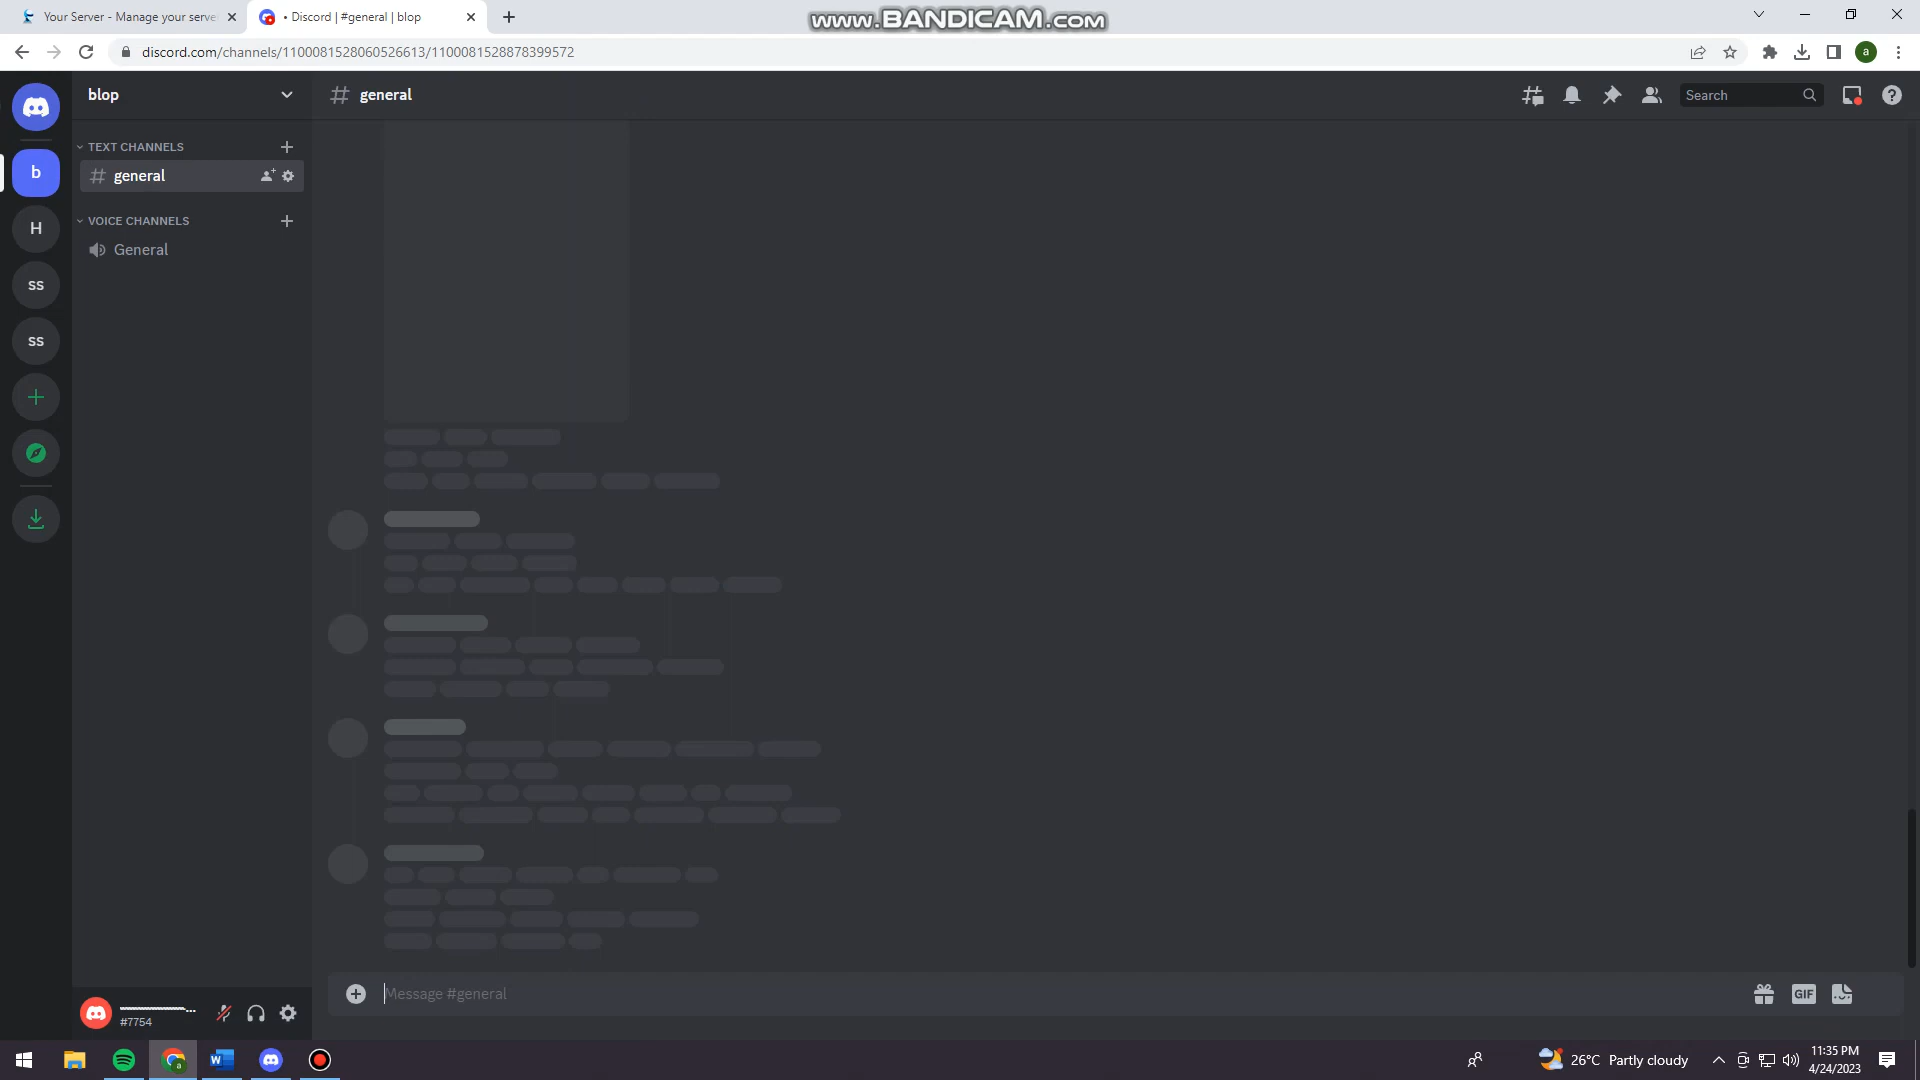 Your Server - Manage your serve
• Discord | #general | blop
www.BANDICAM.com
discord.com/channels/1100081528060526613/1100081528878399572
a
blop
general
Search
TEXT CHANNELS
general
b
VOICE CHANNELS
H
General
ss
ss
Message #general
GIF
#7754
26°C Partly cloudy
11:35 PM
4/24/2023